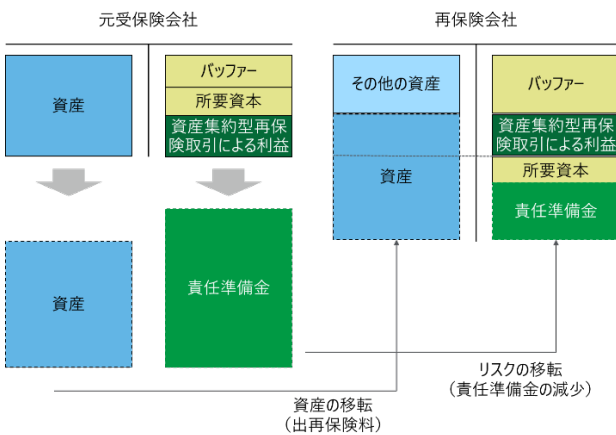 元受保険会社
再保険会社
資産
バッファー
所要資本
資産集約型再保
険取引による利益
その他の資産
資産
バッファー
資産集約型再保
険取引による利益
所要資本
責任準備金
資産
責任準備金
リスクの移転
（責任準備金の減少）
資産の移転
（出再保険料）